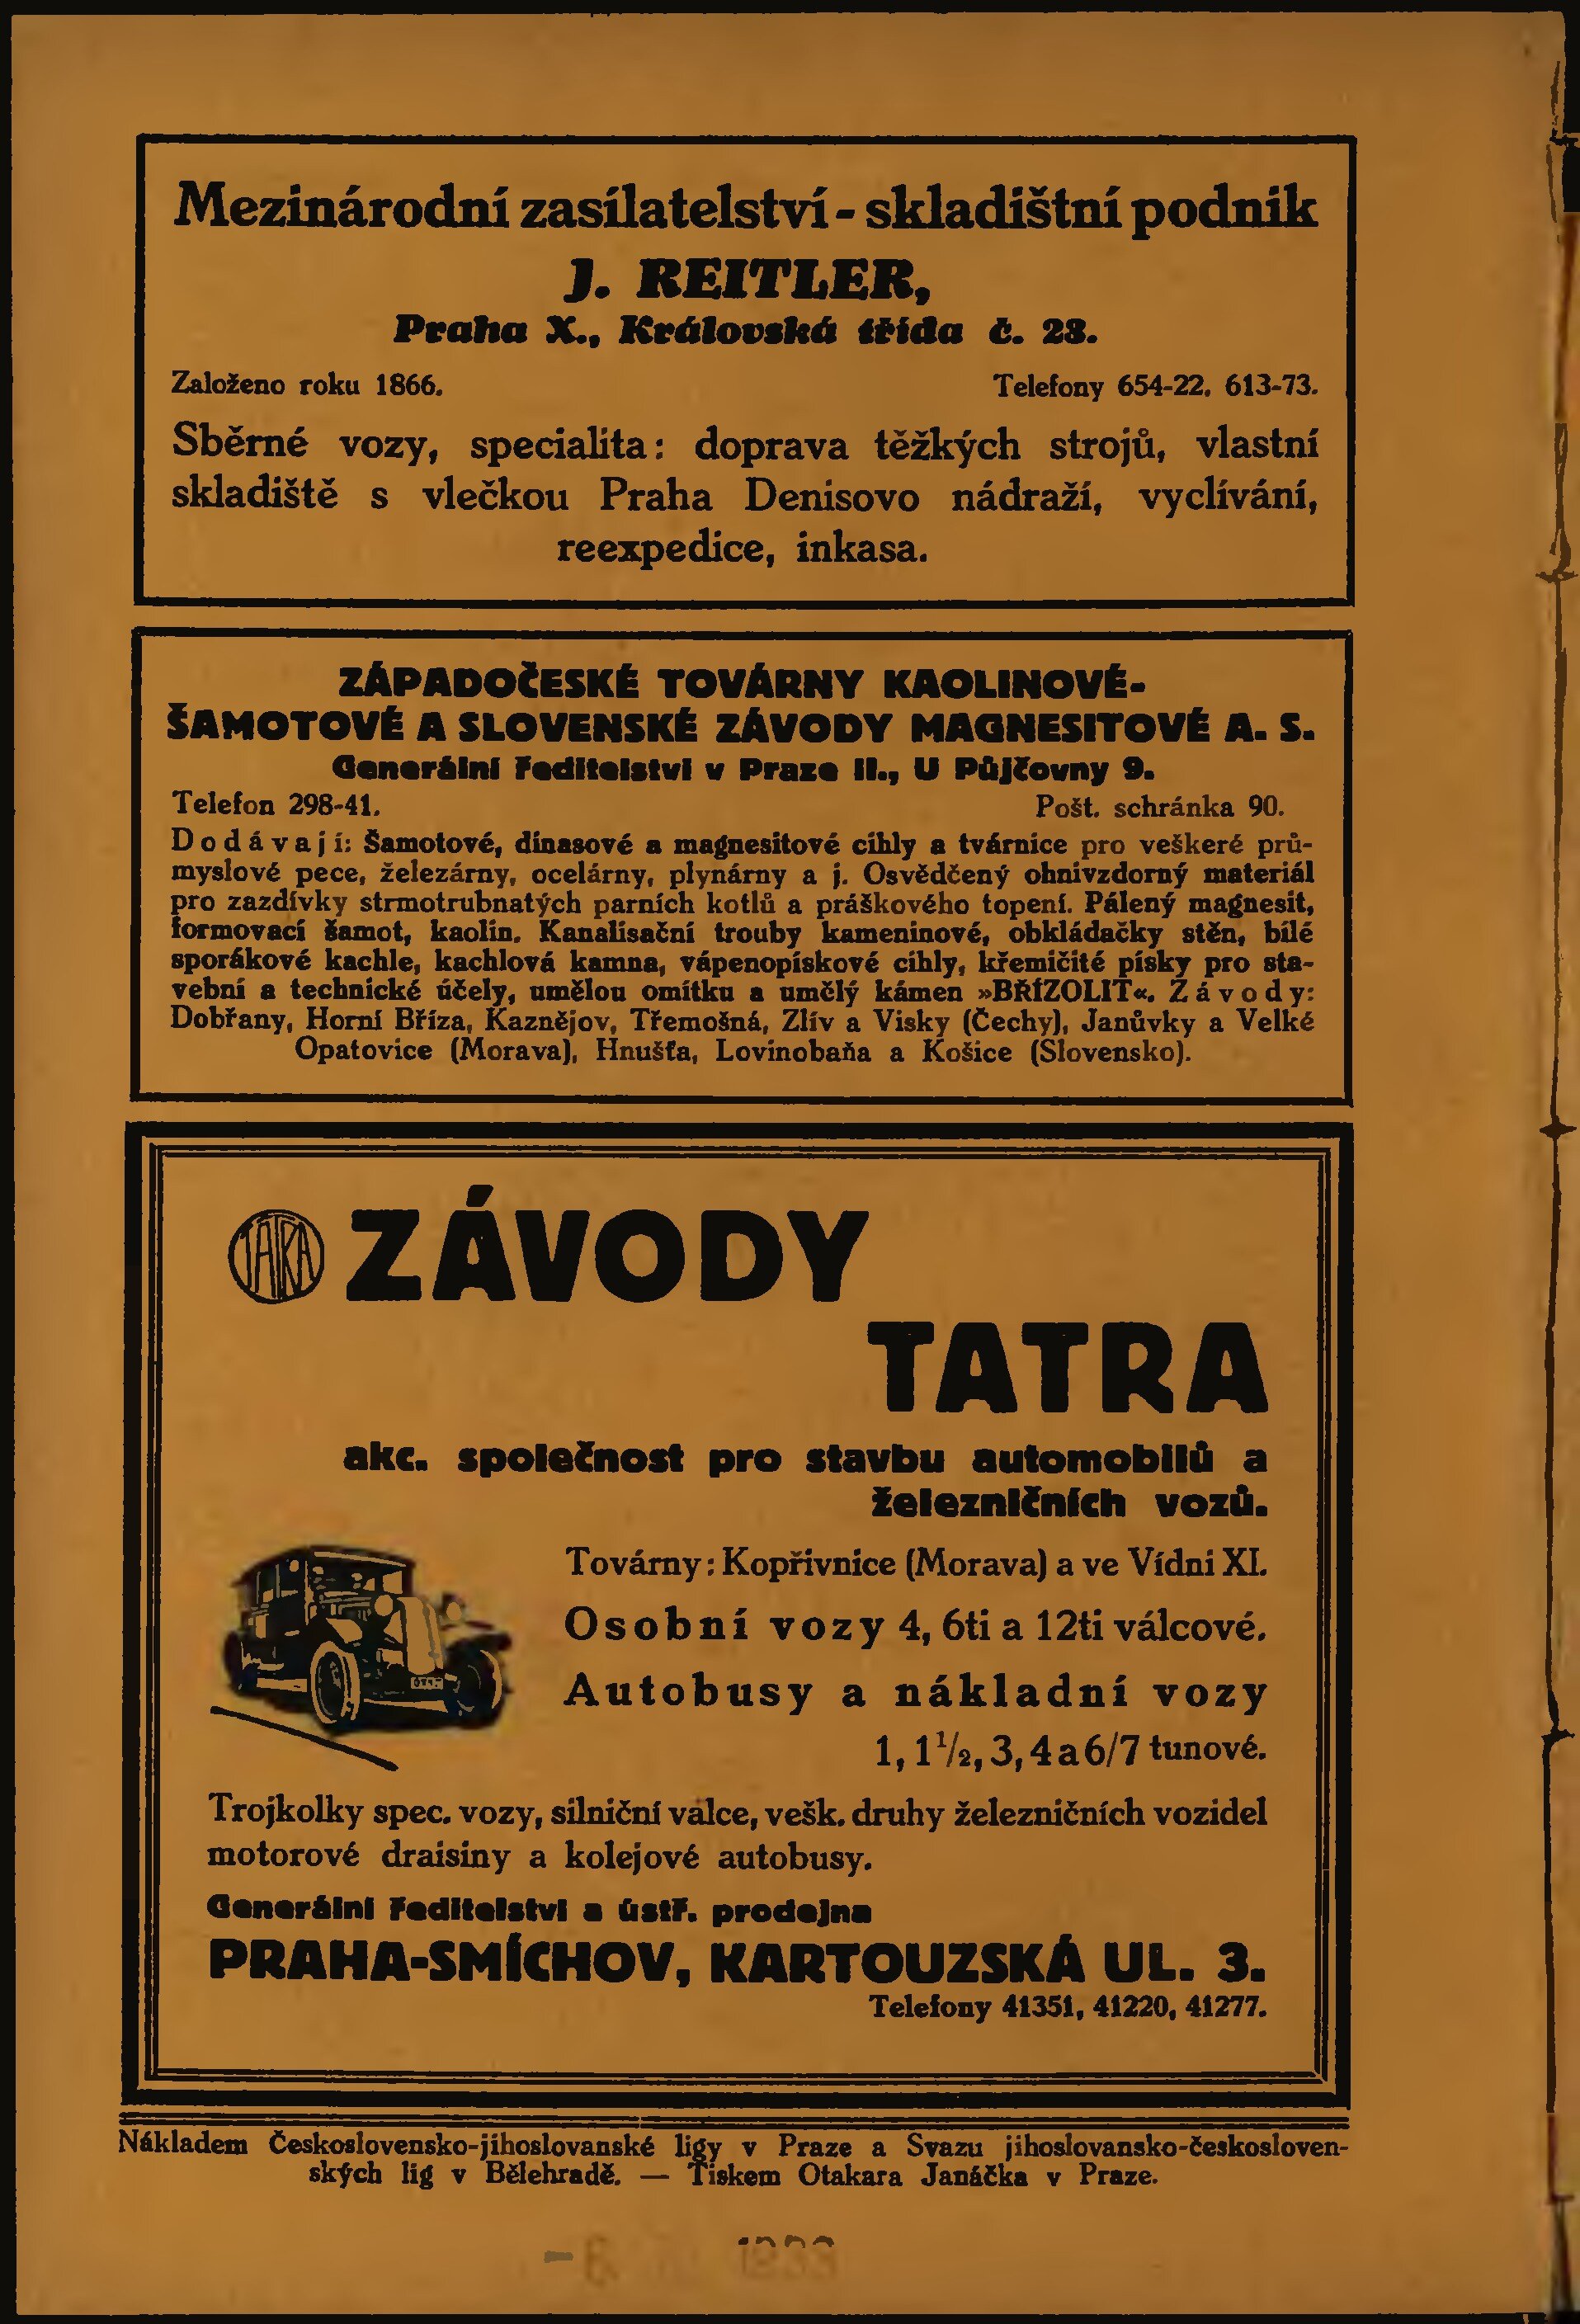 Mezinárodní zasílatelství - skladištní podnik
J. REITLER,
Praha X., Královská třída č. 23.
Založeno roku 1866. Telefony 654-22, 613-73.
Sběrné vozy, specialita: doprava těžkých strojů, vlastní
skladiště s vlečkou Praha Denisovo nádraží, vyclívání,
reexpedice, inkasa.
ZÁPADOČESKÉ TOVÁRNY KAOLINOVÉ-
ŠAMOTOVÉ A SLOVENSKÉ ZÁVODY MAGNESITOVÉ A. S.
Generální ředitelství v Praze II., U Půjčovny 9.
Telefon 298-41. Pošt. schránka 90.
Dodávají: Šamotové, dinasové a magnesitové cihly a tvárnice pro veškeré prů-
myslové pece, železárny, ocelárny, plynárny a j. Osvědčený ohnivzdorný materiál
pro zazdívky strmotrubnatých parních kotlů a práškového topení. Pálený magnesit,
formovací šamot, kaolin. Kanalisační trouby kameninové, obkládačky stěn, bílé
sporákové kachle, kachlová kamna, vápenopískové cihly, křemičité písky pro sta-
vební a technické účely, umělou omítku a umělý kámen »BŘÍZOLIT«. Závody:
Dobřany, Horní Bříza, Kaznějov, Třemošná, Zliv a Visky (Čechy), Janůvky a Velké
Opatovice (Morava), Hnušťa, Lovinobaňa a Košice (Slovensko).
TATRA ZÁVODY
TATRA
akc. společnost pro stavbu automobilů a
železničních vozů.
Továrny: Kopřivnice (Morava) a ve Vídni XI.
Osobní vozy 4, 6ti a 12ti válcové.
Autobusy a nákladní vozy
1, 1½, 3, 4 a 6/7 tunové.
Trojkolky spec. vozy, silniční válce, vešk. druhy železničních vozidel
motorové draisiny a kolejové autobusy.
Generální ředitelství a ústř. prodejna
PRAHA-SMÍCHOV, KARTOUZSKÁ UL. 3.
Telefony 41351, 41220, 41277.
Nákladem Československo-jihoslovanské ligy v Praze a Svazu jihoslovansko-českosloven-
ských lig v Bělehradě. — Tiskem Otakara Janáčka v Praze.